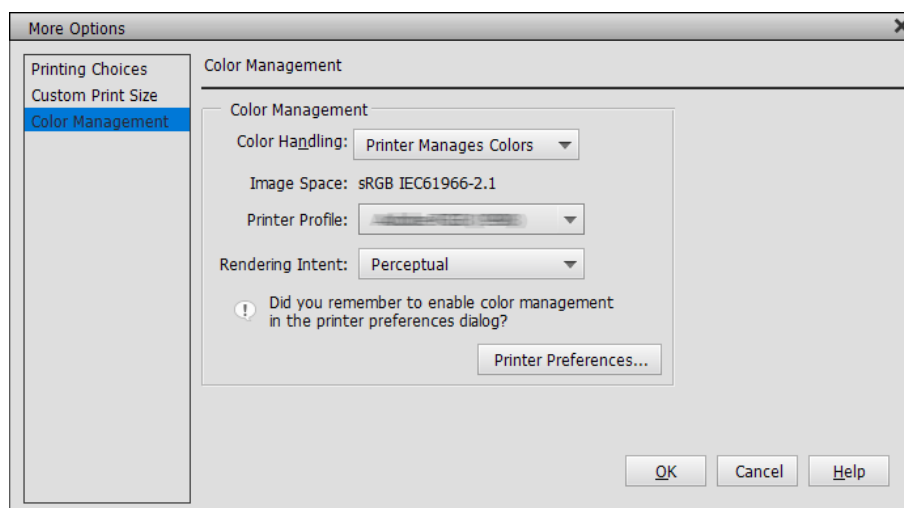 More Options
Printing Choices
Custom Print Size
Color Management
Color Management
Color Management
Color Handling: Printer Manages Colors
Image Space: sRGB IEC61966-2.1
Printer Profile:
Rendering Intent: Perceptual
Did you remember to enable color management
in the printer preferences dialog?
Printer Preferences...
OK Cancel Help